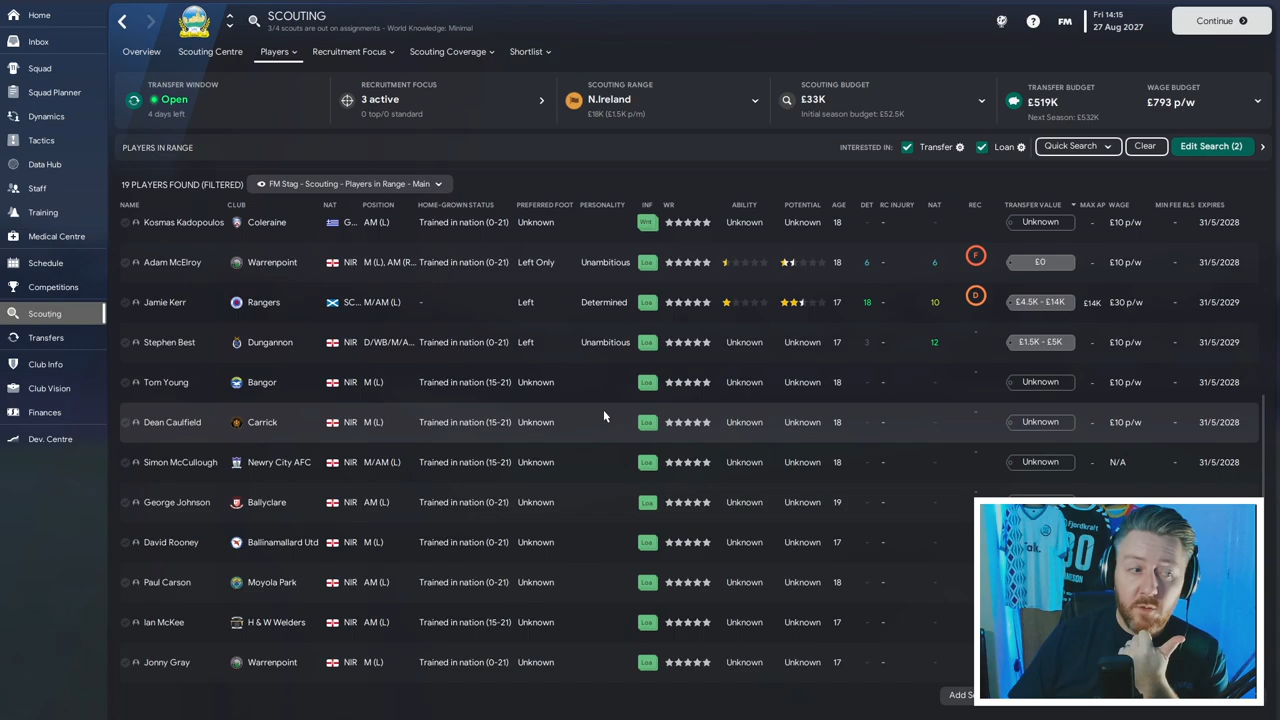 Home
Inbox
Squad
Squad Planner
Dynamics
Tactics
Data Hub
Staff
Training
Medical Centre
Schedule
Competitions
Scouting
Transfers
Club Info
Club Vision
Finances
Dev. Centre
SCOUTING
3/4 scouts are out on assignments - World Knowledge: Minimal
FM
Fri 14:15
27 Aug 2027
Continue
Overview Scouting Centre Players Recruitment Focus Scouting Coverage Shortlist
TRANSFER WINDOW
Open
4 days left
RECRUITMENT FOCUS
3 active
0 top/0 standard
SCOUTING RANGE
N.Ireland
£18K (£1.5K p/m)
SCOUTING BUDGET
£33K
Initial season budget: £52.5K
TRANSFER BUDGET
£519K
Next Season: £532K
WAGE BUDGET
£793 p/w
PLAYERS IN RANGE
INTERESTED IN: Transfer Loan Quick Search Clear Edit Search (2)
19 PLAYERS FOUND (FILTERED) FM Stag - Scouting - Players in Range - Main
NAME CLUB NAT POSITION HOME-GROWN STATUS PREFERRED FOOT PERSONALITY INF WR ABILITY POTENTIAL AGE DET RC INJURY NAT REC TRANSFER VALUE MAX AP WAGE MIN FEE RLS EXPIRES
Kosmas Kadopoulos Coleraine G... AM (L) Trained in nation (0-21) Unknown Wnt Unknown Unknown 18 - - - Unknown - £10 p/w - 31/5/2028
Adam McElroy Warrenpoint NIR M (L), AM (R... Trained in nation (0-21) Left Only Unambitious Loa 18 6 - 6 F £0 - £10 p/w - 31/5/2028
Jamie Kerr Rangers SC... M/AM (L) - Left Determined Loa 17 18 - 10 D £4.5K - £14K £14K £30 p/w - 31/5/2029
Stephen Best Dungannon NIR D/WB/M/A... Trained in nation (0-21) Left Unambitious Loa Unknown Unknown 17 3 - 12 - £1.5K - £5K - £10 p/w - 31/5/2029
Tom Young Bangor NIR M (L) Trained in nation (15-21) Unknown Loa Unknown Unknown 18 - - - Unknown - £10 p/w - 31/5/2028
Dean Caulfield Carrick NIR M (L) Trained in nation (15-21) Unknown Loa Unknown Unknown 18 - - - - Unknown - £10 p/w - 31/5/2028
Simon McCullough Newry City AFC NIR M/AM (L) Trained in nation (15-21) Unknown Loa Unknown Unknown 18 - - - - Unknown - N/A - 31/5/2028
George Johnson Ballyclare NIR AM (L) Trained in nation (0-21) Unknown Loa Unknown Unknown 19 - - - -
David Rooney Ballinamallard Utd NIR M (L) Trained in nation (0-21) Unknown Loa Unknown Unknown 17 - - -
Paul Carson Moyola Park NIR AM (L) Trained in nation (0-21) Unknown Loa Unknown Unknown 18 - - -
Ian McKee H & W Welders NIR M (L) Trained in nation (15-21) Unknown Loa Unknown Unknown 17 - - -
Jonny Gray Warrenpoint NIR M (L) Trained in nation (0-21) Unknown Loa Unknown Unknown 17 - - -
Add
Fjordkraft